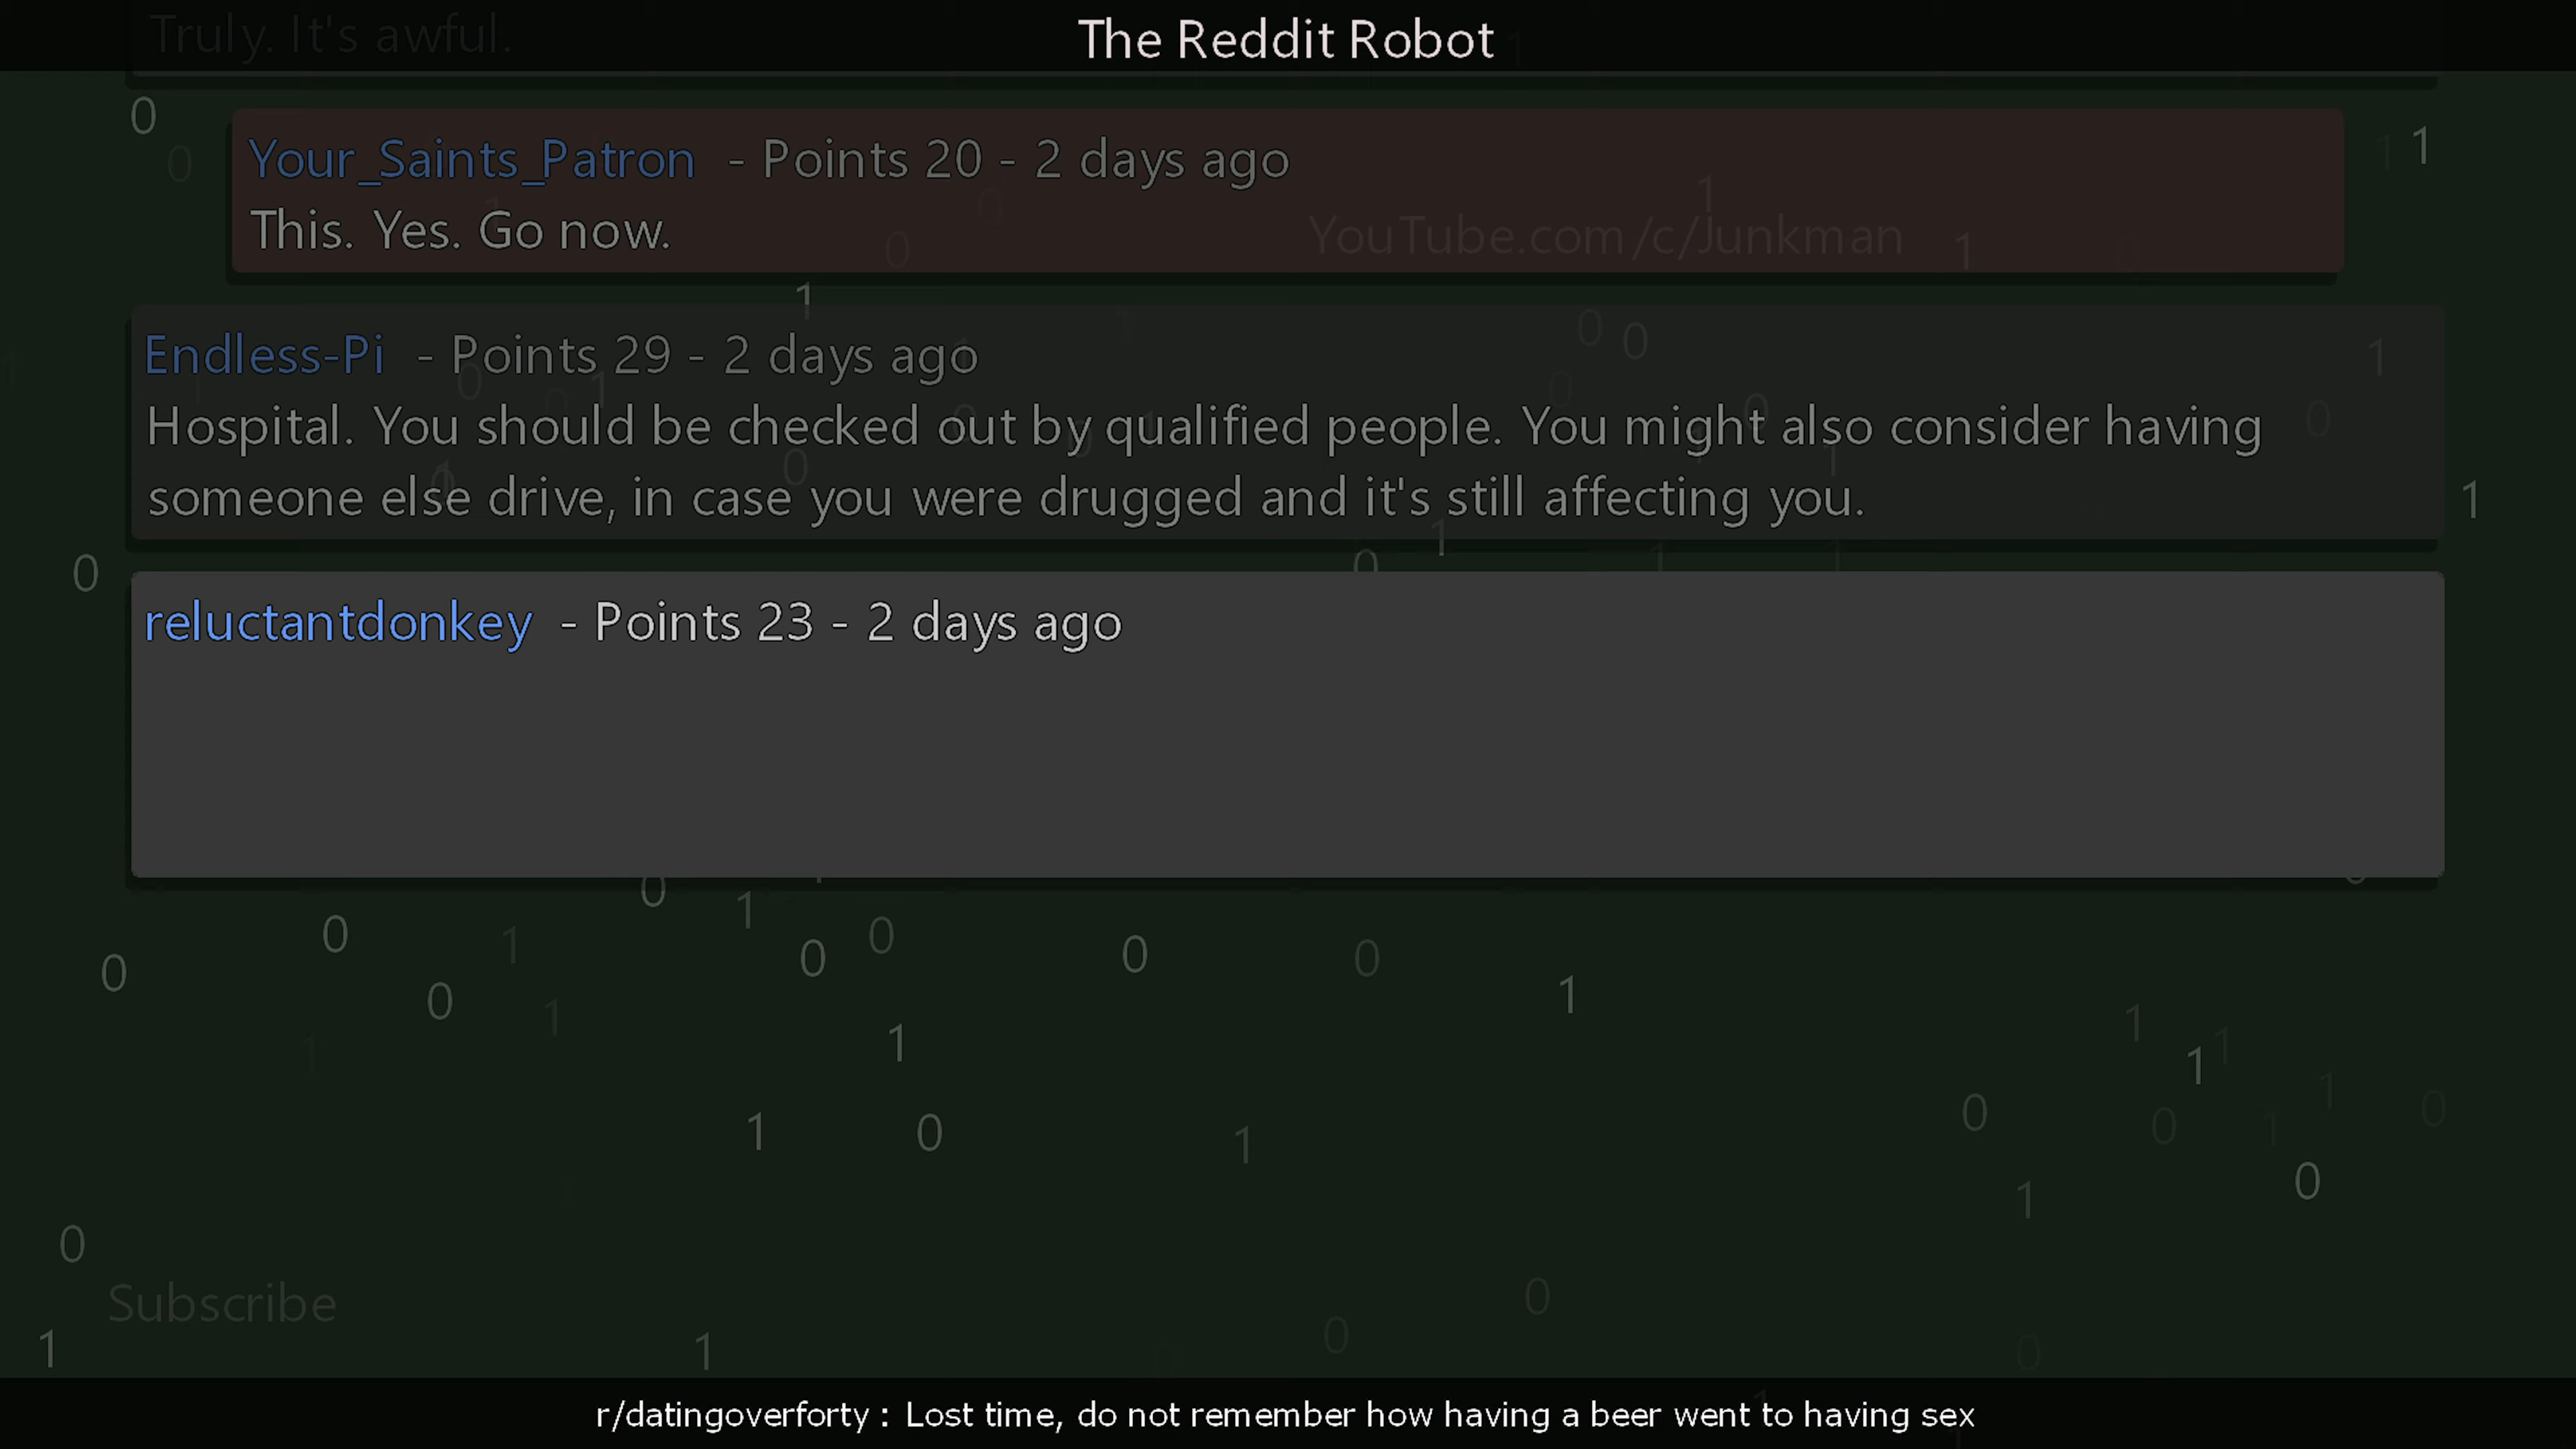 Truly. It's awful.
The Reddit Robot
Your_Saints_Patron - Points 20 - 2 days ago
This. Yes. Go now.
YouTube.com/c/Junkman
Endless-Pi - Points 29 - 2 days ago
Hospital. You should be checked out by qualified people. You might also consider having
someone else drive, in case you were drugged and it's still affecting you.
reluctantdonkey - Points 23 - 2 days ago
Subscribe
r/datingoverforty : Lost time, do not remember how having a beer went to having sex